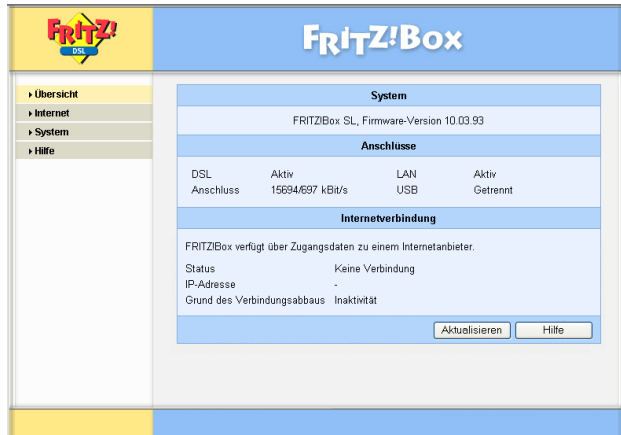 FRITZ!
DSL
FRITZ!BOX
Übersicht
Internet
System
Hilfe
System
FRITZ!Box SL, Firmware-Version 10.03.93
Anschlüsse
DSL Aktiv LAN Aktiv
Anschluss 15694/697 kBit/s USB Getrennt
Internetverbindung
FRITZ!Box verfügt über Zugangsdaten zu einem Internetanbieter.
Status Keine Verbindung
IP-Adresse -
Grund des Verbindungsabbaus Inaktivität
Aktualisieren Hilfe